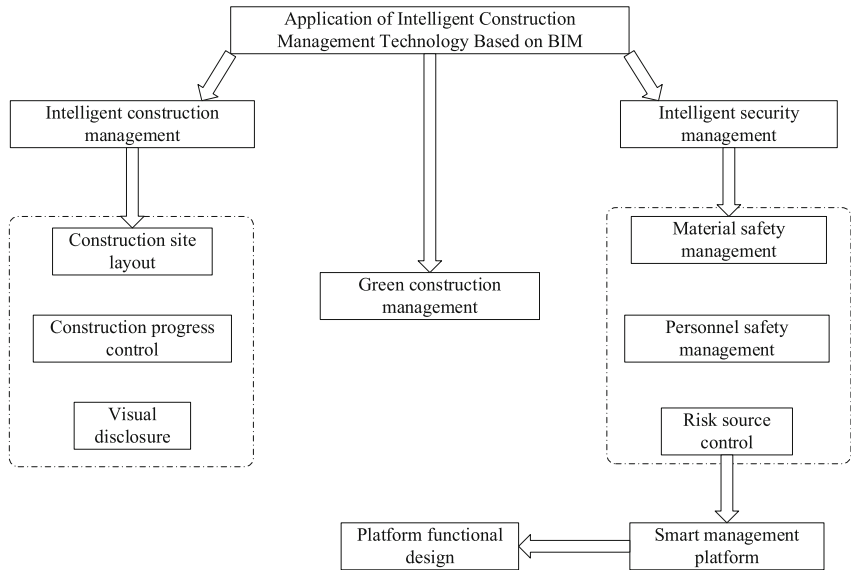 Application of Intelligent Construction
Management Technology Based on BIM
Intelligent construction
management
Intelligent security
management
Construction site
layout
Construction progress
control
Visual
disclosure
Green construction
management
Material safety
management
Personnel safety
management
Risk source
control
Smart management
platform
Platform functional
design